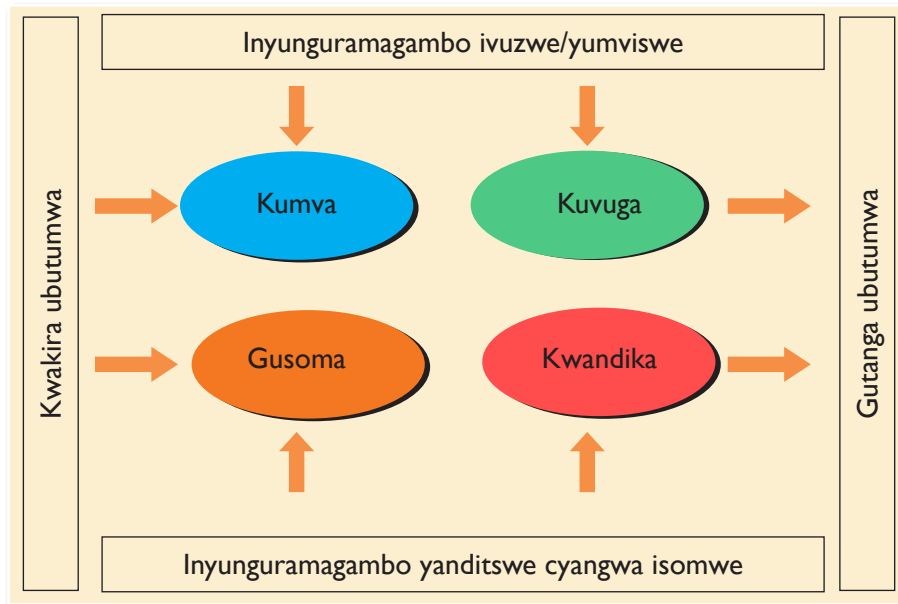 Inyunguramagambo ivuzwe/yumviswe
Kwakira ubutumwa
Kumva
Kuvuga
Gusoma
Kwandika
Gutanga ubutumwa
Inyunguramagambo yanditswe cyangwa isomwe